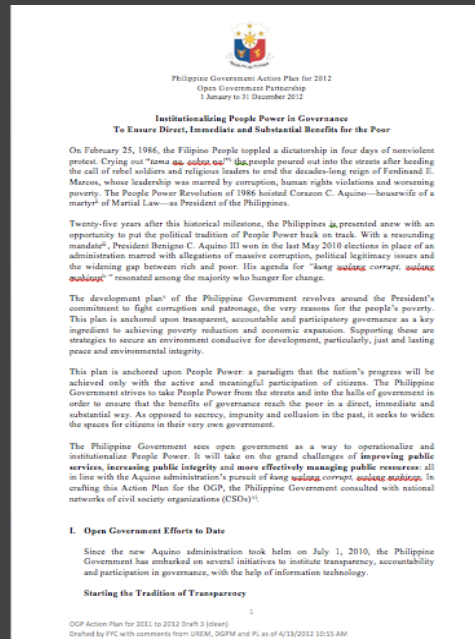 Philippine Government Action Plan for 2012
Open Government Partnership
1 January to 31 December 2012
Institutionalizing People Power in Governance
To Ensure Direct, Immediate and Substantial Benefits for the Poor
On February 25, 1986, the Filipino People toppled a dictatorship in four days of nonviolent
protest. Crying out "tama na, sobra na!" the people poured out into the streets after heeding
the call of rebel soldiers and religious leaders to end the decades-long reign of Ferdinand E.
Marcos, whose leadership was marred by corruption, human rights violations and worsening
poverty. The People Power Revolution of 1986 hoisted Corazon C. Aquino—housewife of a
martyr of Martial Law—as President of the Philippines.
Twenty-five years after this historical milestone, the Philippines is presented anew with an
opportunity to put the political tradition of People Power back on track. With a resounding
mandate, President Benigno C. Aquino III won in the last May 2010 elections in place of an
administration marred with allegations of massive corruption, political legitimacy issues and
the widening gap between rich and poor. His agenda for "kung walang corrupt, walang
mahirap" resonated among the majority who hunger for change.
The development plan of the Philippine Government revolves around the President's
commitment to fight corruption and patronage, the very reasons for the people's poverty.
This plan is anchored upon transparent, accountable and participatory governance as a key
ingredient to achieving poverty reduction and economic expansion. Supporting these are
strategies to secure an environment conducive for development, particularly, just and lasting
peace and environmental integrity.
This plan is anchored upon People Power: a paradigm that the nation's progress will be
achieved only with the active and meaningful participation of citizens. The Philippine
Government strives to take People Power from the streets and into the halls of government in
order to ensure that the benefits of governance reach the poor in a direct, immediate and
substantial way. As opposed to secrecy, impunity and collusion in the past, it seeks to widen
the spaces for citizens in their very own government.
The Philippine Government sees open government as a way to operationalize and
institutionalize People Power. It will take on the grand challenges of improving public
services, increasing public integrity and more effectively managing public resources: all
in line with the Aquino administration's pursuit of kung walang corrupt, walang mahirap. In
crafting this Action Plan for the OGP, the Philippine Government consulted with national
networks of civil society organizations (CSOs)vi.
I. Open Government Efforts to Date
Since the new Aquino administration took helm on July 1, 2010, the Philippine
Government has embarked on several initiatives to institute transparency, accountability
and participation in governance, with the help of information technology.
Starting the Tradition of Transparency
1
OGP Action Plan for 2011 to 2012 Draft 3 (clean)
Drafted by FYC with comments from UREM, DGPM and PL as of 4/13/2012 10:55 AM